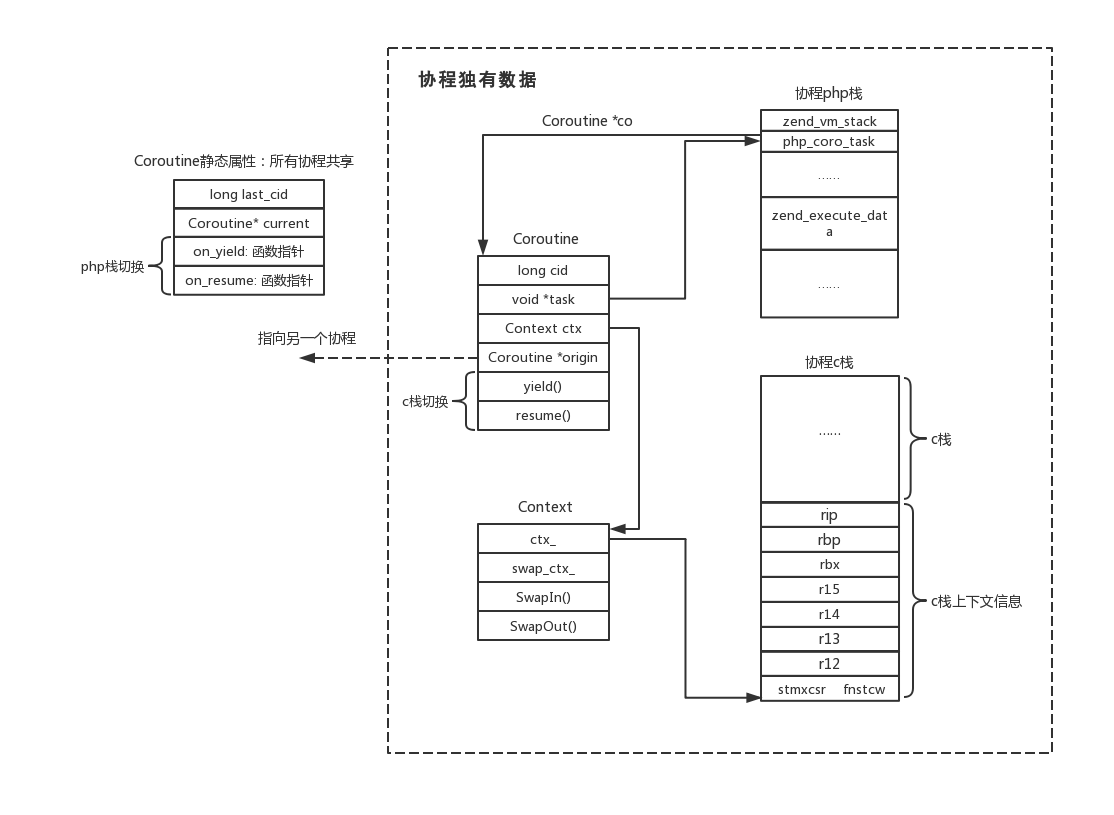 协程独有数据
协程php栈
Coroutine *co
zend_vm_stack
php_coro_task
……
zend_execute_dat
a
……
Coroutine静态属性：所有协程共享
long last_cid
Coroutine* current
on_yield: 函数指针
on_resume: 函数指针
php栈切换
Coroutine
long cid
void *task
Context ctx
Coroutine *origin
yield()
resume()
指向另一个协程
c栈切换
协程c栈
……
c栈
rip
rbp
rbx
r15
r14
r13
r12
stmxcsr fnstcw
c栈上下文信息
Context
ctx_
swap_ctx_
SwapIn()
SwapOut()